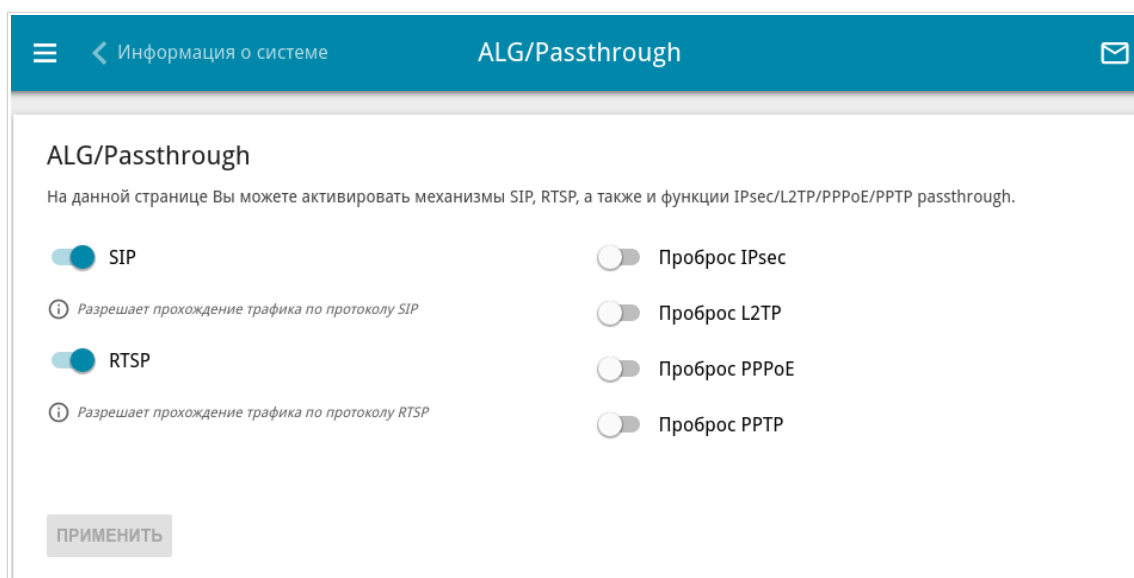 Информация о системе
ALG/Passthrough
ALG/Passthrough
На данной странице Вы можете активировать механизмы SIP, RTSP, а также и функции IPsec/L2TP/PPPoE/PPTP passthrough.
SIP
Разрешает прохождение трафика по протоколу SIP
RTSP
Разрешает прохождение трафика по протоколу RTSP
Проброс IPsec
Проброс L2TP
Проброс PPPoE
Проброс PPTP
ПРИМЕНИТЬ